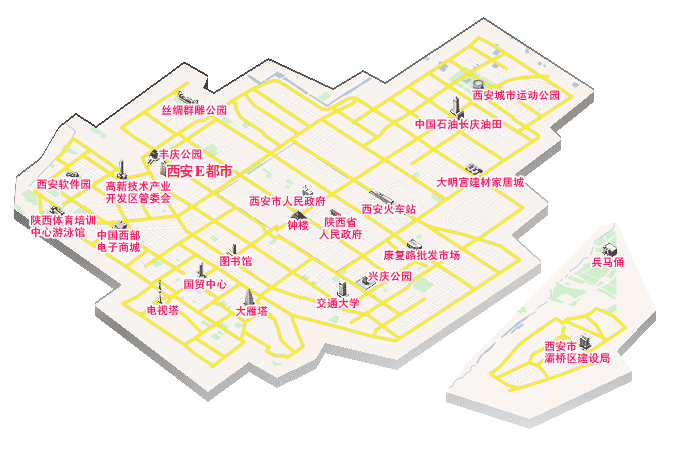 西安城市运动公园
丝绸群雕公园
中国石油长庆油田
丰庆公园
西安E都市
大明宫建材家居城
西安软件园
高新技术产业
开发区管委会
西安市人民政府
西安火车站
陕西体育培训
中心游泳馆
钟楼
陕西省
人民政府
中国西部
电子商城
康复路批发市场
图书馆
兵马俑
兴庆公园
国贸中心
交通大学
电视塔
大雁塔
西安市
灞桥区建设局